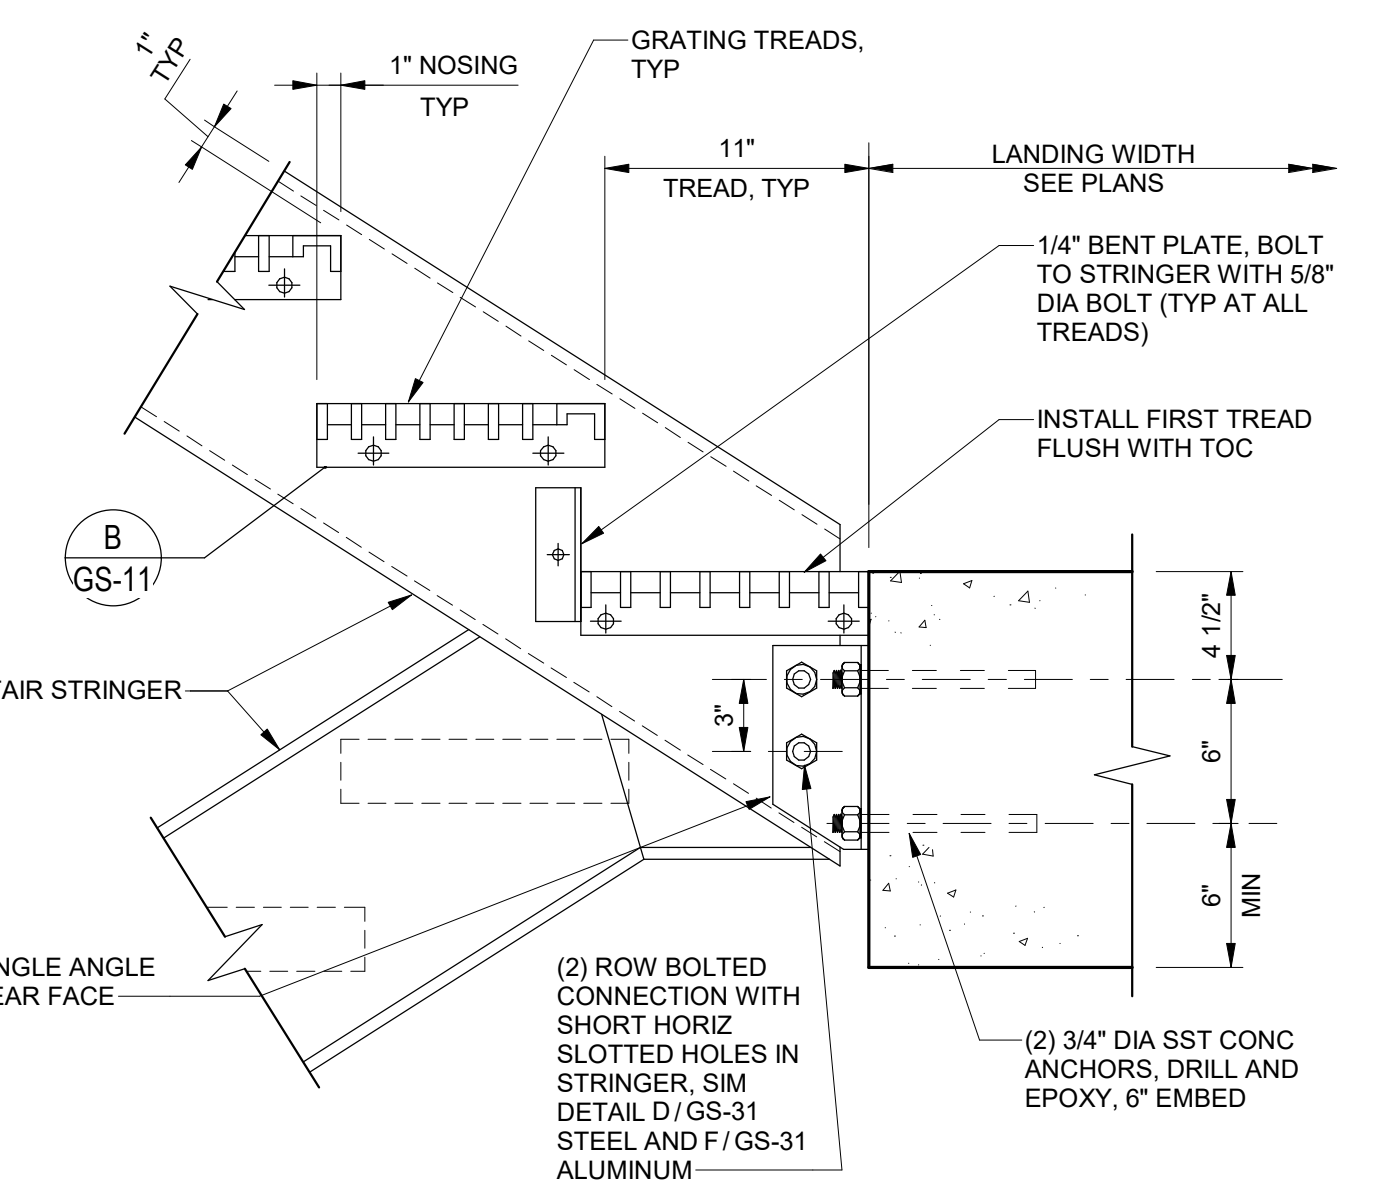 1"
TYP
1" NOSING
TYP
GRATING TREADS,
TYP
11"
TREAD, TYP
LANDING WIDTH
SEE PLANS
1/4" BENT PLATE, BOLT
TO STRINGER WITH 5/8"
DIA BOLT (TYP AT ALL
TREADS)
INSTALL FIRST TREAD
FLUSH WITH TOC
B
GS-11
STRINGER
3"
4 1/2"
6"
6"
MIN
ANGLE
FACE
(2) ROW BOLTED
CONNECTION WITH
SHORT HORIZ
SLOTTED HOLES IN
STRINGER, SIM
DETAIL D / GS-31
STEEL AND F / GS-31
ALUMINUM
(2) 3/4" DIA SST CONC
ANCHORS, DRILL AND
EPOXY, 6" EMBED